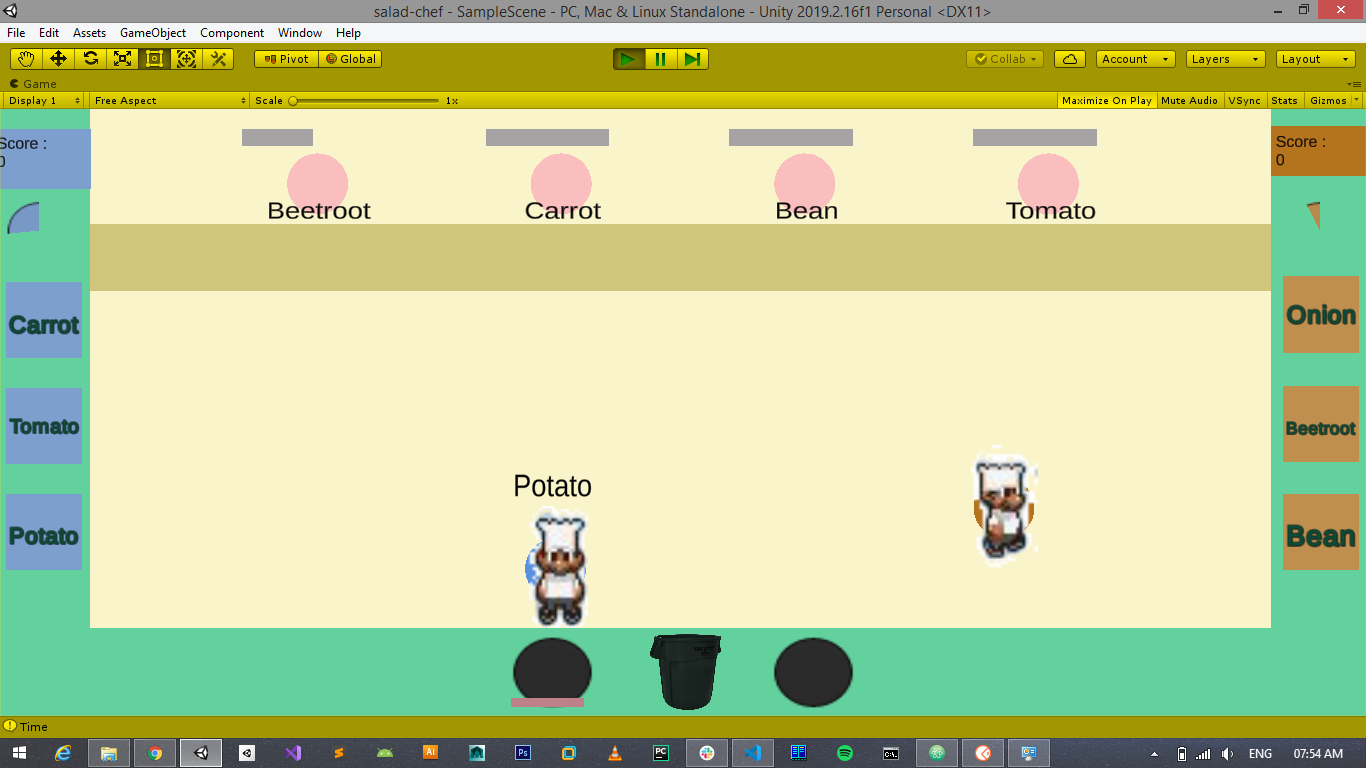 salad-chef - SampleScene - PC, Mac & Linux Standalone - Unity 2019.2.16f1 Personal <DX11>
File Edit Assets GameObject Component Window Help
Pivot Global Collab Account Layers Layout
Game
Display 1 Free Aspect Scale 1x Maximize On Play Mute Audio VSync Stats Gizmos
Score :
0
Score :
0
Beetroot Carrot Bean Tomato
Carrot
Tomato
Potato
Onion
Beetroot
Bean
Potato
Time
Ai
Ps
PC
ENG 07:54 AM